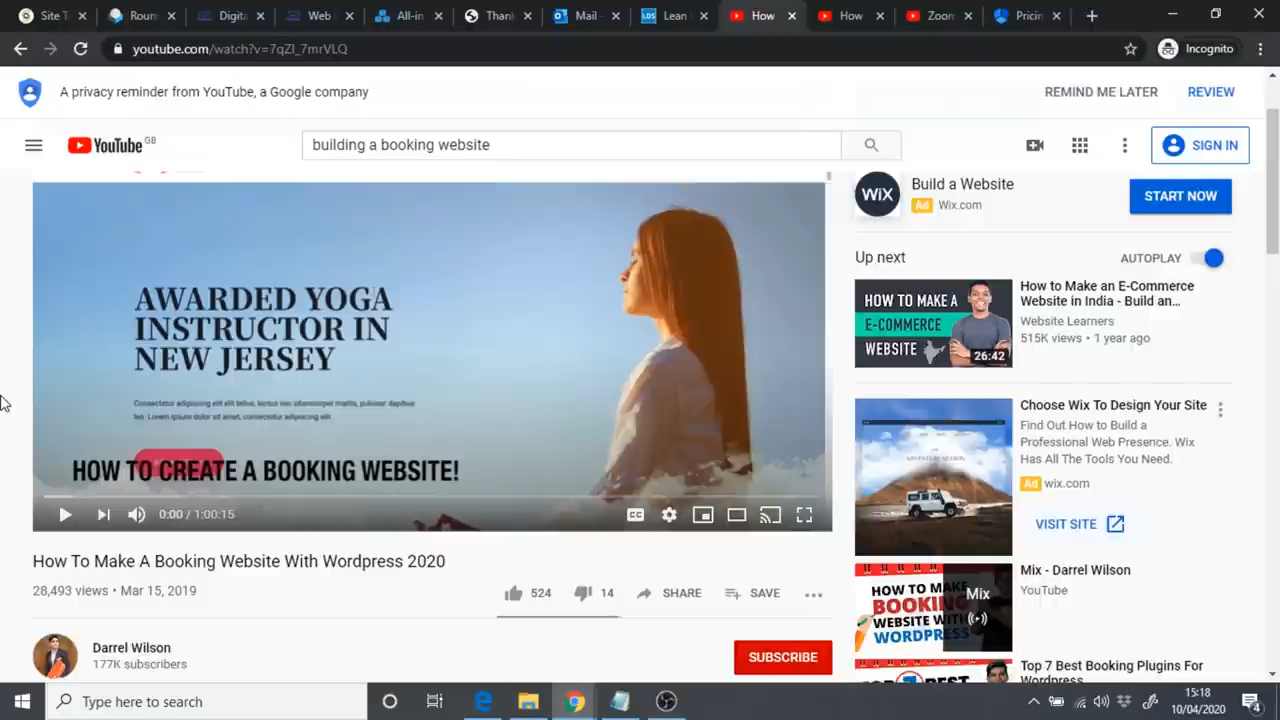 Site T
Roun
Digita
Web
All-in
Thank
Mail -
LDS
Lean
How
How
Zoom
Pricin
youtube.com/watch?v=7qZI_7mrVLQ
Incognito
A privacy reminder from YouTube, a Google company
REMIND ME LATER
REVIEW
YouTube GB
building a booking website
SIGN IN
AWARDED YOGA
INSTRUCTOR IN
NEW JERSEY
HOW TO CREATE A BOOKING WEBSITE!
0:00 / 1:00:15
CC
How To Make A Booking Website With Wordpress 2020
28,493 views • Mar 15, 2019
524
14
SHARE
SAVE
Darrel Wilson
177K subscribers
SUBSCRIBE
WiX
Build a Website
Ad Wix.com
START NOW
Up next
AUTOPLAY
HOW TO MAKE A
E-COMMERCE
WEBSITE
26:42
How to Make an E-Commerce
Website in India - Build an...
Website Learners
515K views • 1 year ago
Choose Wix To Design Your Site
Find Out How to Build a
Professional Web Presence. Wix
Has All The Tools You Need.
Ad wix.com
VISIT SITE
HOW TO MAKE
BOOKING
WEBSITE WITH
WORDPRESS
Mix
Mix - Darrel Wilson
YouTube
Top 7 Best Booking Plugins For
Wordpress
Type here to search
15:18
10/04/2020
4